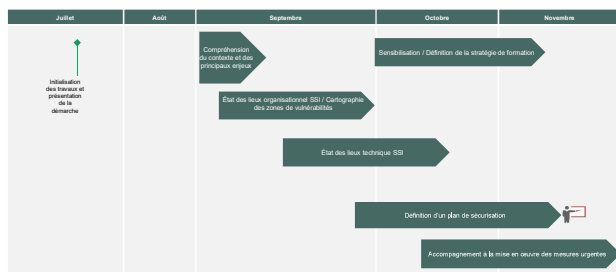 Juillet
Août
Septembre
Octobre
Novembre
Initialisation
des travaux et
présentation
de la
démarche
Compréhension
du contexte et des
principaux enjeux
Sensibilisation / Définition de la stratégie de formation
État des lieux organisationnel SSI / Cartographie
des zones de vulnérabilités
État des lieux technique SSI
Définition d'un plan de sécurisation
Accompagnement à la mise en œuvre des mesures urgentes